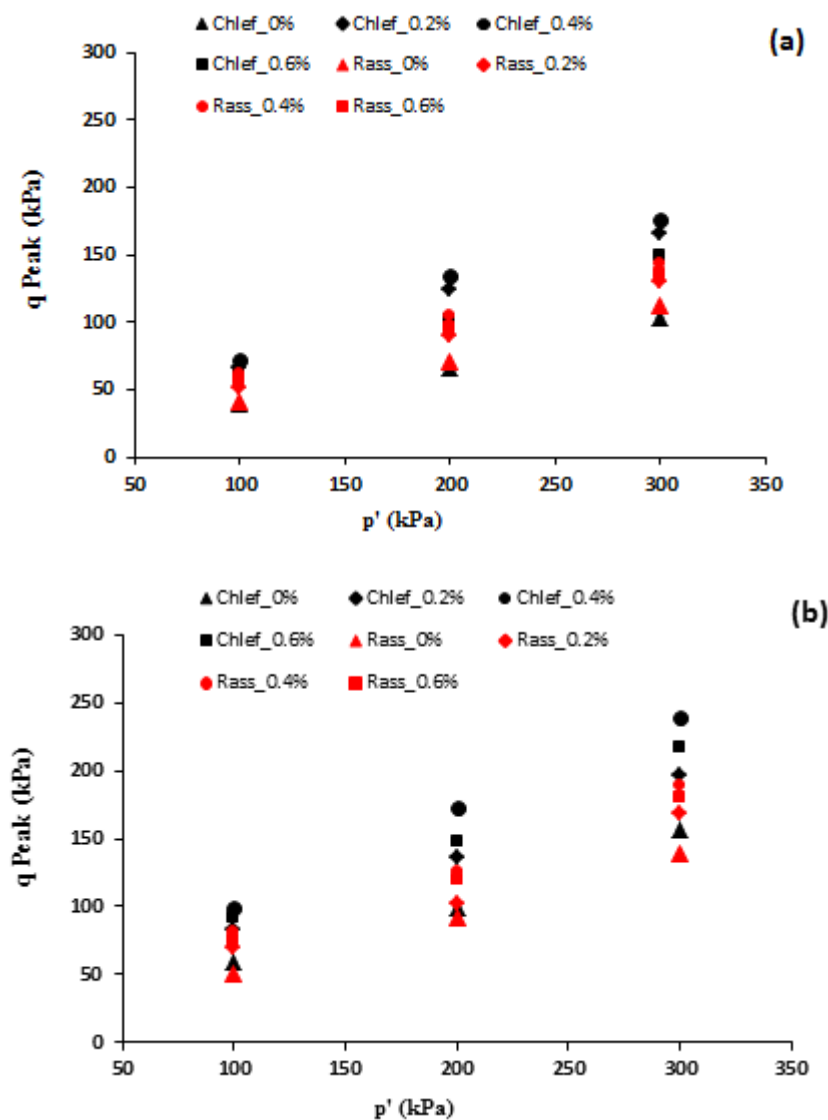 Chlef_0% Chlef_0.2% Chlef_0.4%
(a)
Chlef_0.6% Rass_0% Rass_0.2%
Rass_0.4% Rass_0.6%
300
250
200
150
100
50
0
q Peak (kPa)
50 100 150 200 250 300 350
p' (kPa)
Chlef_0% Chlef_0.2% Chlef_0.4%
(b)
Chlef_0.6% Rass_0% Rass_0.2%
Rass_0.4% Rass_0.6%
300
250
200
150
100
50
0
q Peak (kPa)
50 100 150 200 250 300 350
p' (kPa)